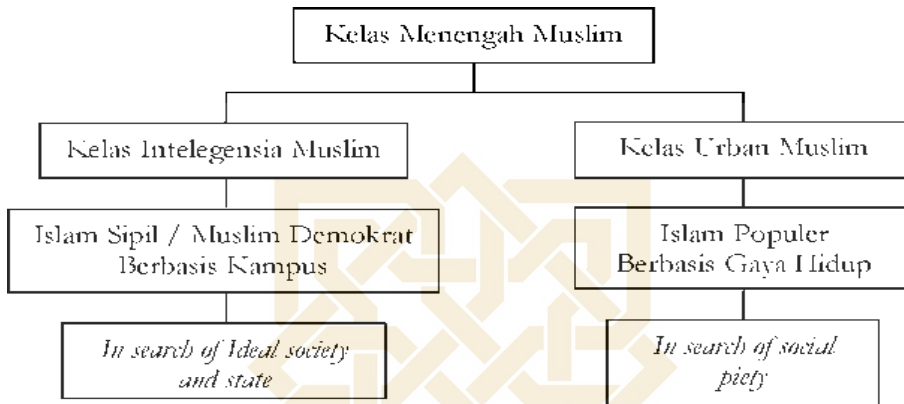 Kelas Menengah Muslim
Kelas Intelegensia Muslim
Kelas Urban Muslim
Islam Sipil / Muslim Demokrat
Berbasis Kampus
Islam Populer
Berbasis Gaya Hidup
In search of Ideal society
and state
In search of social
piety